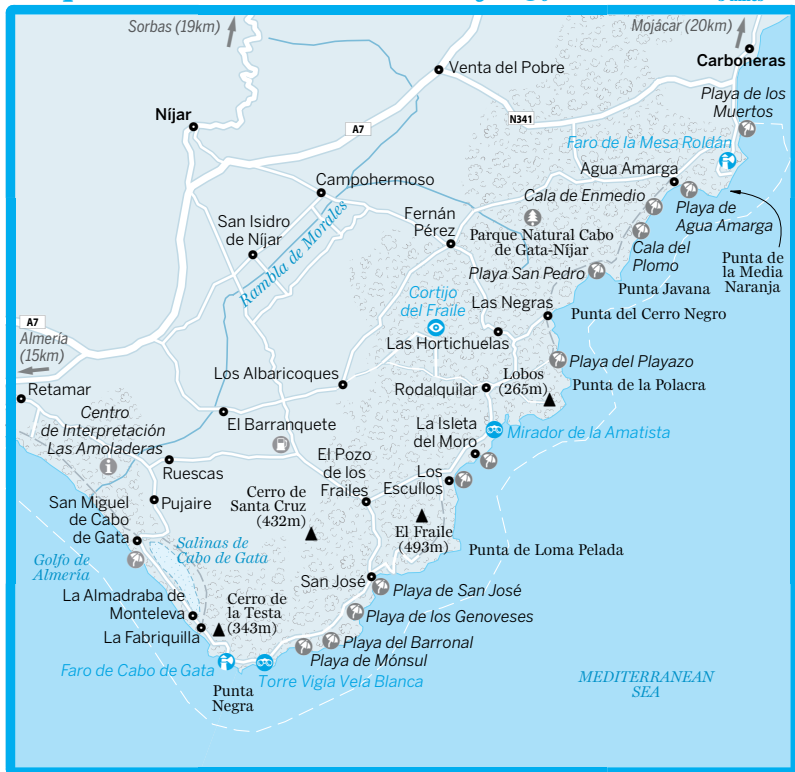 Sorbas (19km)
Mojácar (20km)
Carboneras
Venta del Pobre
Playa de los
Muertos
Níjar
N341
A7
Faro de la Mesa Roldán
Agua Amarga
Campohermoso
Cala de Enmedio
Playa de
Agua Amarga
San Isidro
de Níjar
Rambla de Morales
Fernán
Pérez
Parque Natural Cabo
de Gata-Níjar
Cala del
Plomo
Punta de
la Media
Naranja
Playa San Pedro
Punta Javana
Cortijo
del Fraile
Las Negras
Punta del Cerro Negro
A7
Almería
(15km)
Las Hortichuelas
Playa del Playazo
Los Albaricoques
Rodalquilar
Lobos
(265m)
Punta de la Polacra
Retamar
Centro
de Interpretación
Las Amoladeras
El Barranquete
La Isleta
del Moro
Mirador de la Amatista
Ruescas
El Pozo
de los
Frailes
Los
Escullos
Pujaire
San Miguel
de Cabo
de Gata
Cerro de
Santa Cruz
(432m)
El Fraile
(493m)
Golfo de
Almería
Salinas de
Cabo de Gata
Punta de Loma Pelada
San José
Playa de San José
La Almadraba de
Monteleva
Cerro de
la Testa
(343m)
Playa de los Genoveses
La Fabriquilla
Playa del Barronal
Playa de Mónsul
Faro de Cabo de Gata
Torre Vigía Vela Blanca
Punta
Negra
MEDITERRANEAN
SEA